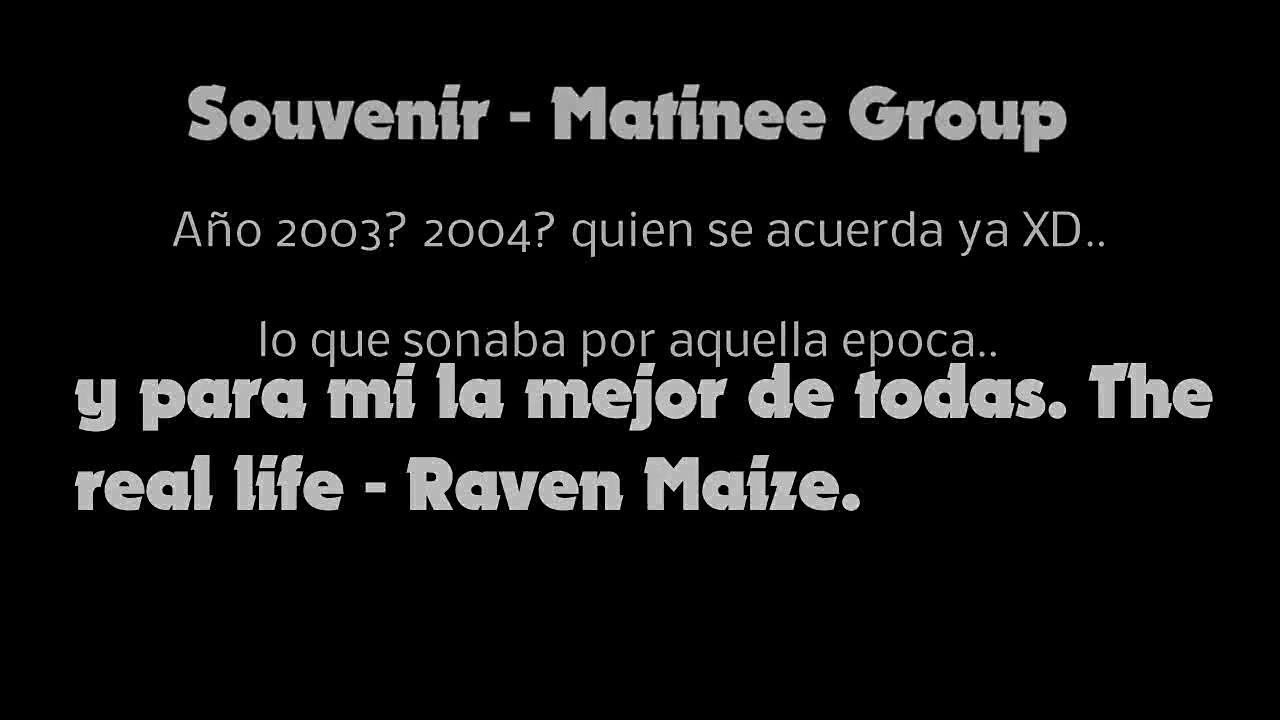 Souvenir - Matinee Group
Año 2003? 2004? quien se acuerda ya XD..
lo que sonaba por aquella epoca..
y para mi la mejor de todas. The
real life - Raven Maize.